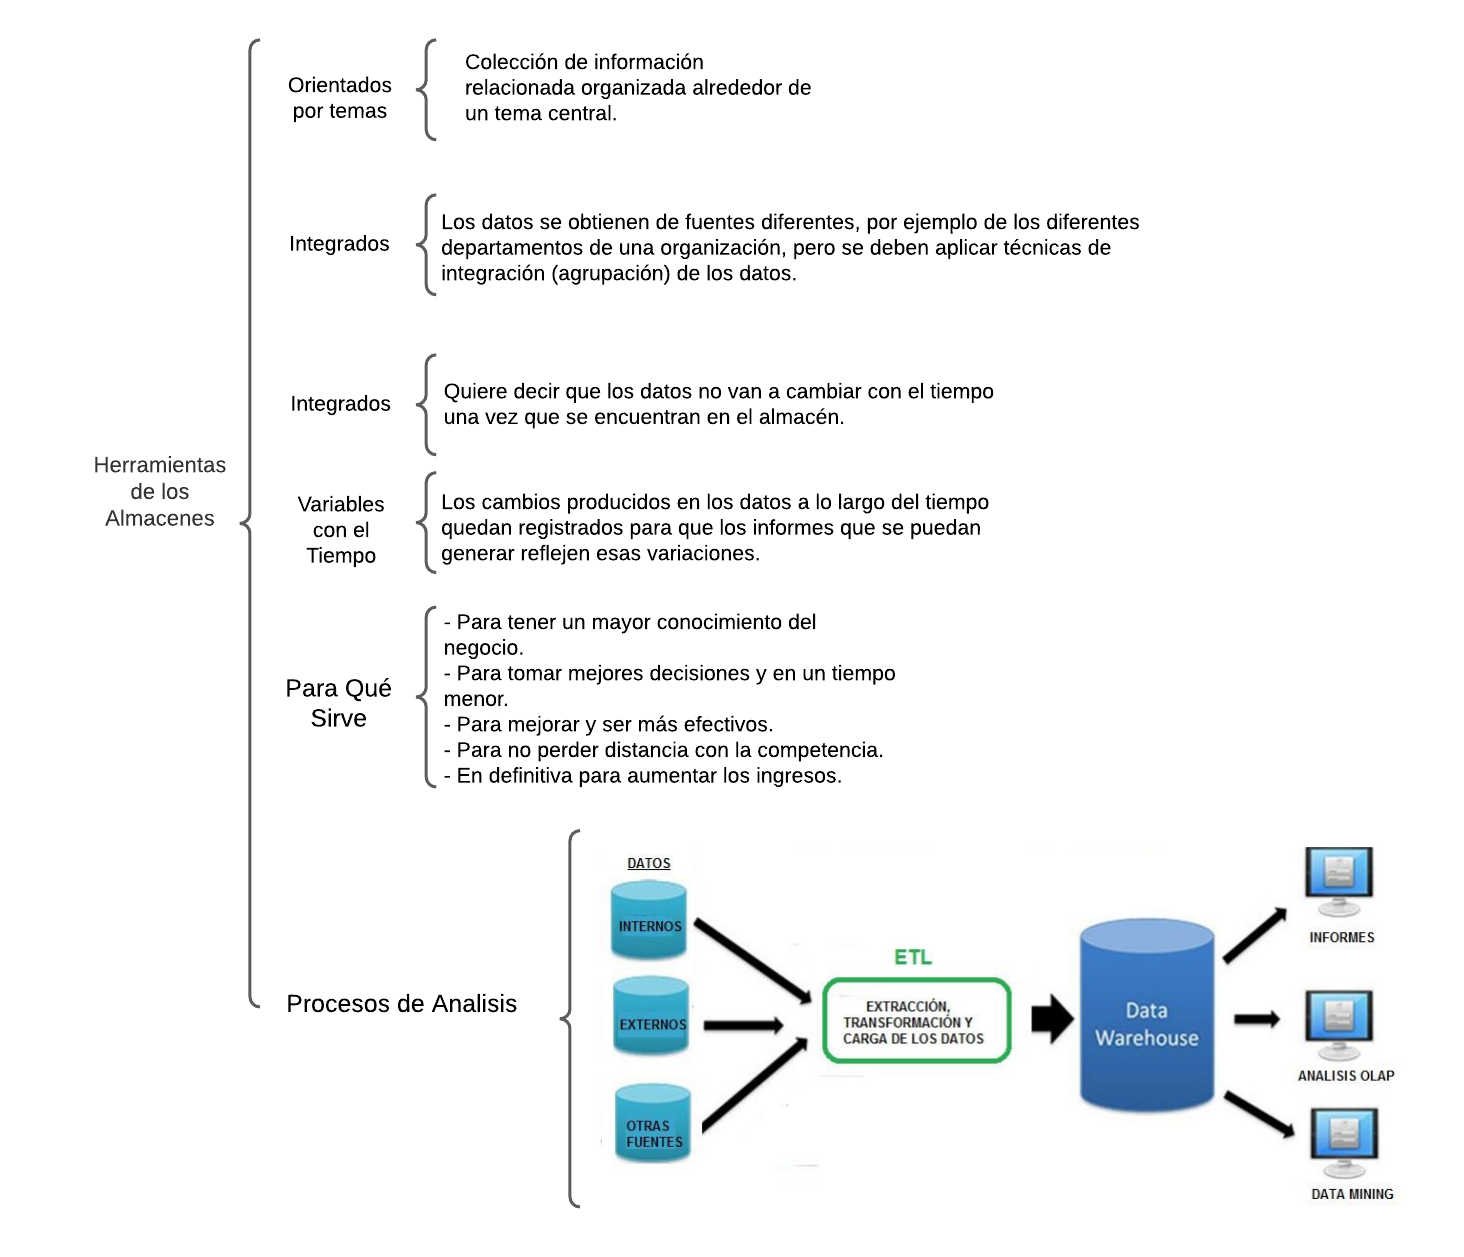 Herramientas
de los
Almacenes
Orientados
por temas
Colección de información
relacionada organizada alrededor de
un tema central.
Integrados
Los datos se obtienen de fuentes diferentes, por ejemplo de los diferentes
departamentos de una organización, pero se deben aplicar técnicas de
integración (agrupación) de los datos.
Integrados
Quiere decir que los datos no van a cambiar con el tiempo
una vez que se encuentran en el almacén.
Variables
con el
Tiempo
Los cambios producidos en los datos a lo largo del tiempo
quedan registrados para que los informes que se puedan
generar reflejen esas variaciones.
Para Qué
Sirve
- Para tener un mayor conocimiento del
negocio.
- Para tomar mejores decisiones y en un tiempo
menor.
- Para mejorar y ser más efectivos.
- Para no perder distancia con la competencia.
- En definitiva para aumentar los ingresos.
Procesos de Analisis
DATOS
INTERNOS
EXTERNOS
OTRAS
FUENTES
ETL
EXTRACCIÓN,
TRANSFORMACIÓN Y
CARGA DE LOS DATOS
Data
Warehouse
INFORMES
ANALISIS OLAP
DATA MINING